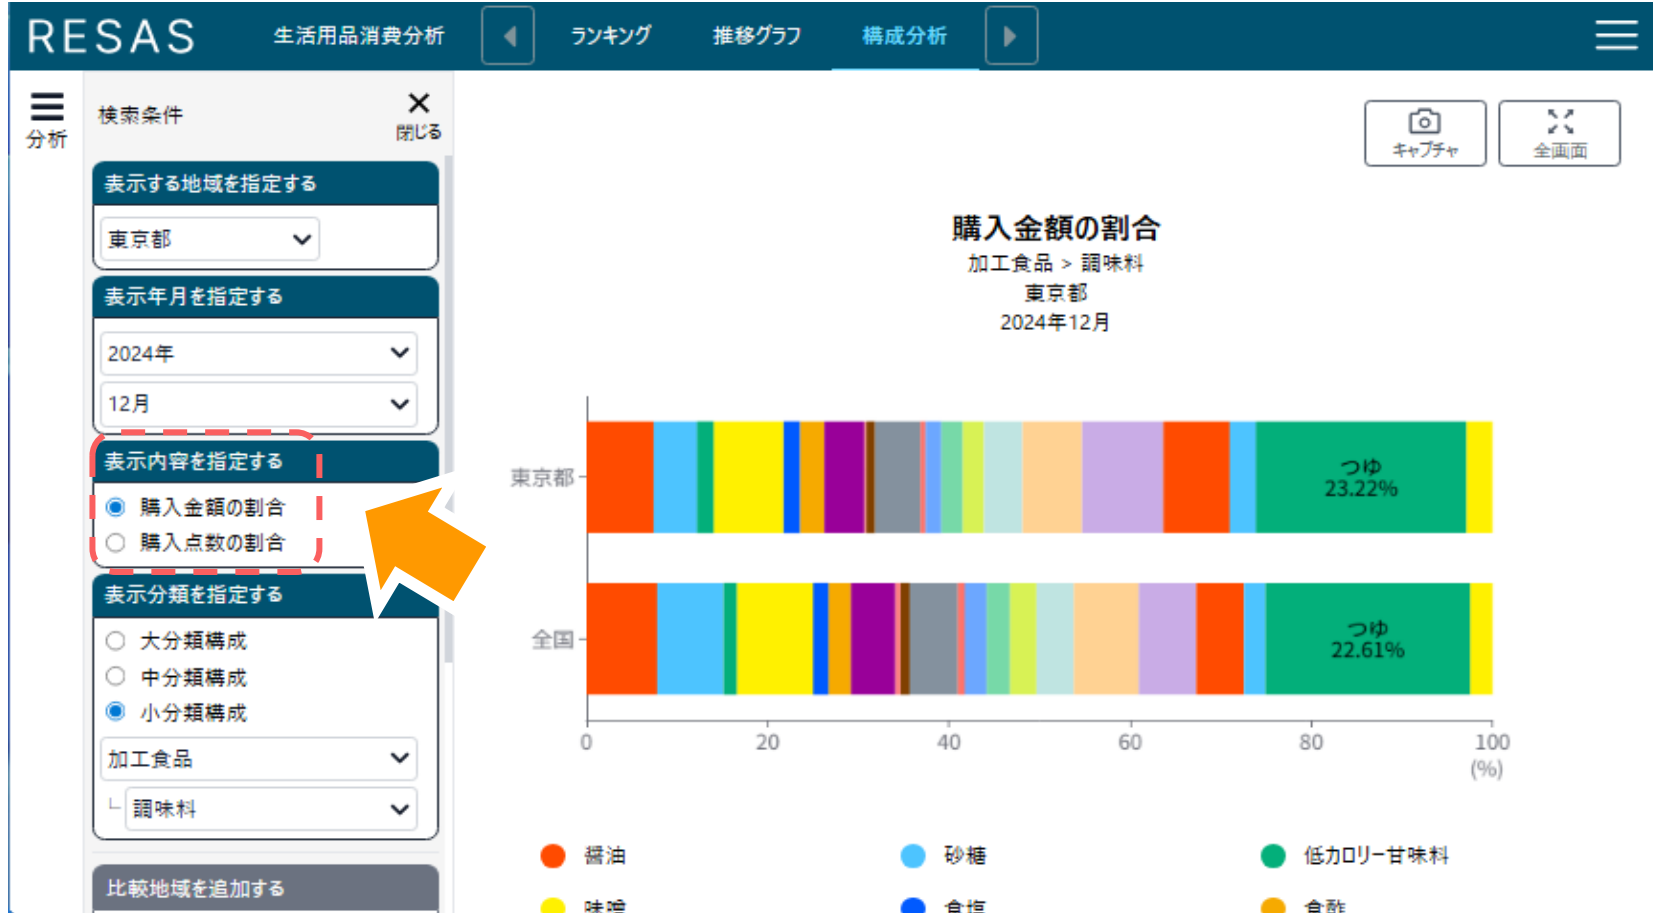 RESAS
生活用品消費分析
ランキング
推移グラフ
構成分析
分析
検索条件
閉じる
表示する地域を指定する
東京都
表示年月を指定する
2024年
12月
表示内容を指定する
購入金額の割合
購入点数の割合
表示分類を指定する
大分類構成
中分類構成
小分類構成
加工食品
調味料
比較地域を追加する
キャプチャ
全画面
購入金額の割合
加工食品 > 調味料
東京都
2024年12月
東京都
つゆ
23.22%
全国
つゆ
22.61%
0 20 40 60 80 100
(%)
醤油 砂糖 低カロリー甘味料
味噌 食塩 食酢